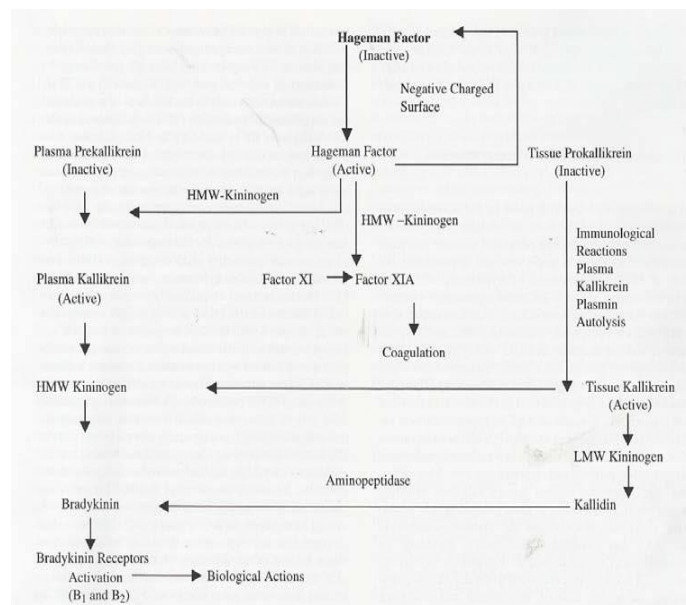 Hageman Factor
(Inactive)
Negative Charged
Surface
Plasma Prekallikrein
(Inactive)
Hageman Factor
(Active)
Tissue Prokallikrein
(Inactive)
HMW-Kininogen
HMW –Kininogen
Immunological
Reactions
Plasma
Kallikrein
Plasmin
Autolysis
Plasma Kallikrein
(Active)
Factor XI
Factor XIA
Coagulation
HMW Kininogen
Tissue Kallikrein
(Active)
LMW Kininogen
Aminopeptidase
Bradykinin
Kallidin
Bradykinin Receptors
Activation
(B1 and B2)
Biological Actions